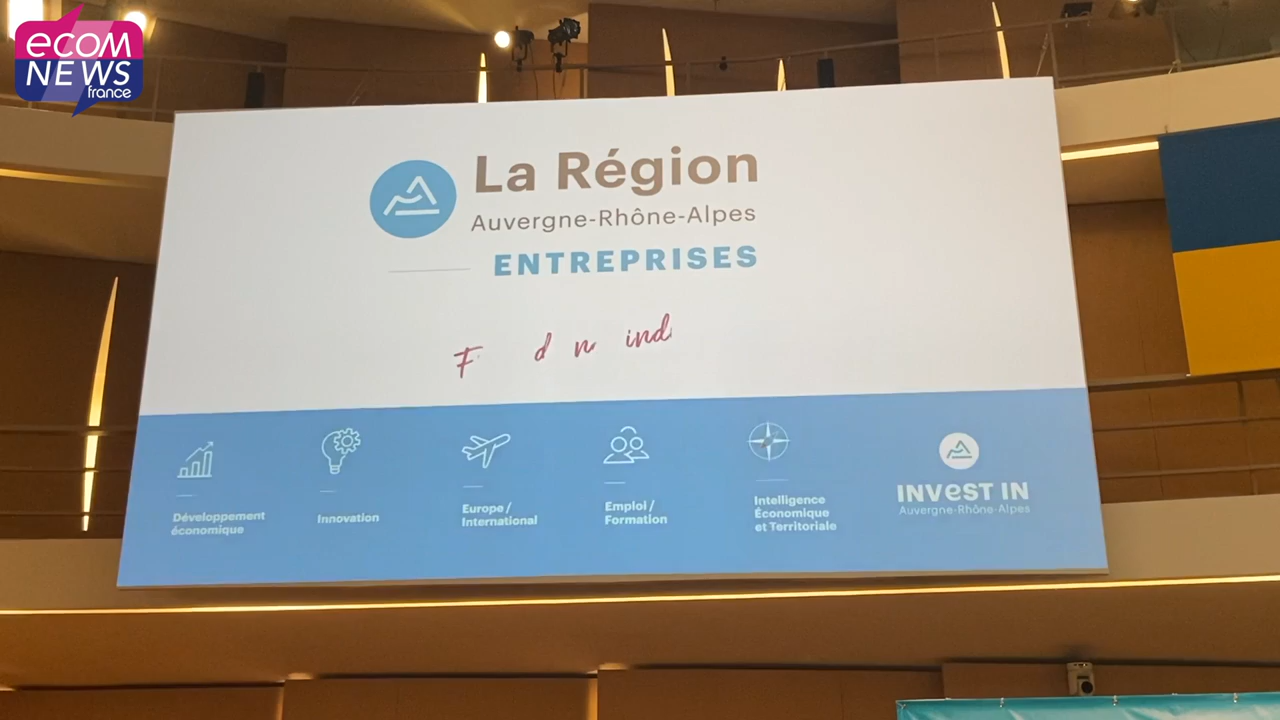 ecom
NEWS
france
La Région
Auvergne-Rhône-Alpes
ENTREPRISES
Développement
économique
Innovation
Europe /
International
Emploi /
Formation
Intelligence
Économique
et Territoriale
INVEST IN
Auvergne-Rhône-Alpes